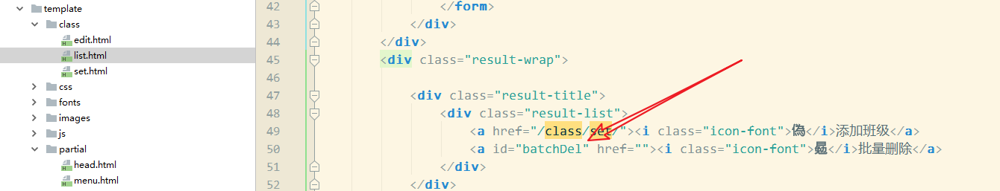 template
class
edit.html
list.html
set.html
css
fonts
images
js
partial
head.html
menu.html
42 </form>
43 </div>
44 </div>
45 <div class="result-wrap">
46
47 <div class="result-title">
48 <div class="result-list">
49 <a href="/class/set/"><i class="icon-font"></i>添加班级</a>
50 <a id="batchDel" href=""><i class="icon-font"></i>批量删除</a>
51 </div>
52 </div>